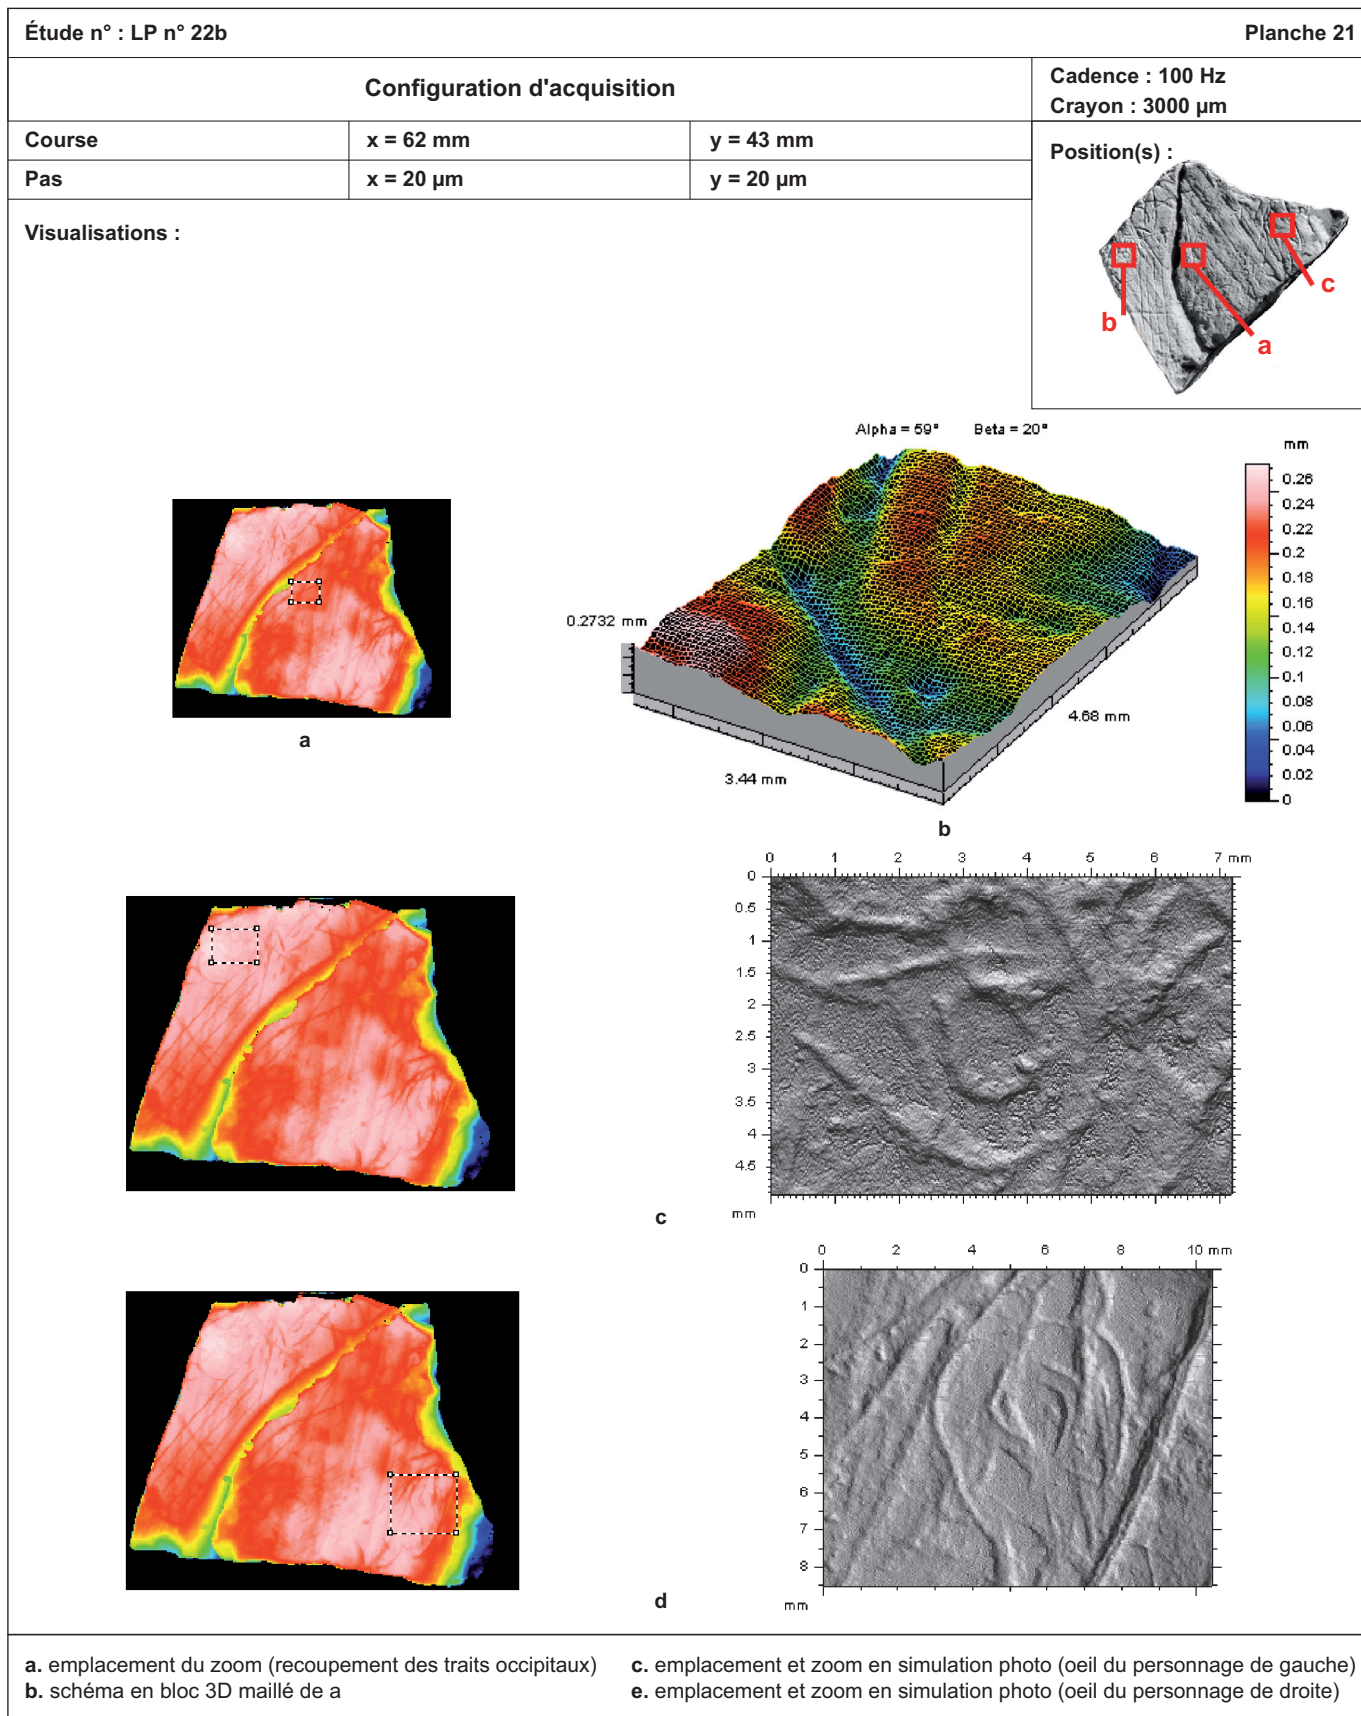 Étude n° : LP n° 22b Planche 21
Configuration d'acquisition
Cadence : 100 Hz
Crayon : 3000 µm
Course x = 62 mm y = 43 mm
Pas x = 20 µm y = 20 µm
Position(s) :
b a c
Visualisations :
Alpha = 59° Beta = 20°
mm
0.26
0.24
0.22
0.2
0.18
0.16
0.14
0.12
0.1
0.08
0.06
0.04
0.02
0
0.2732 mm
3.44 mm
4.68 mm
a
b
0 1 2 3 4 5 6 7 mm
0
0.5
1
1.5
2
2.5
3
3.5
4
4.5
mm
c
0 2 4 6 8 10 mm
0
1
2
3
4
5
6
7
8
mm
d
a. emplacement du zoom (recoupement des traits occipitaux)
b. schéma en bloc 3D maillé de a
c. emplacement et zoom en simulation photo (oeil du personnage de gauche)
e. emplacement et zoom en simulation photo (oeil du personnage de droite)